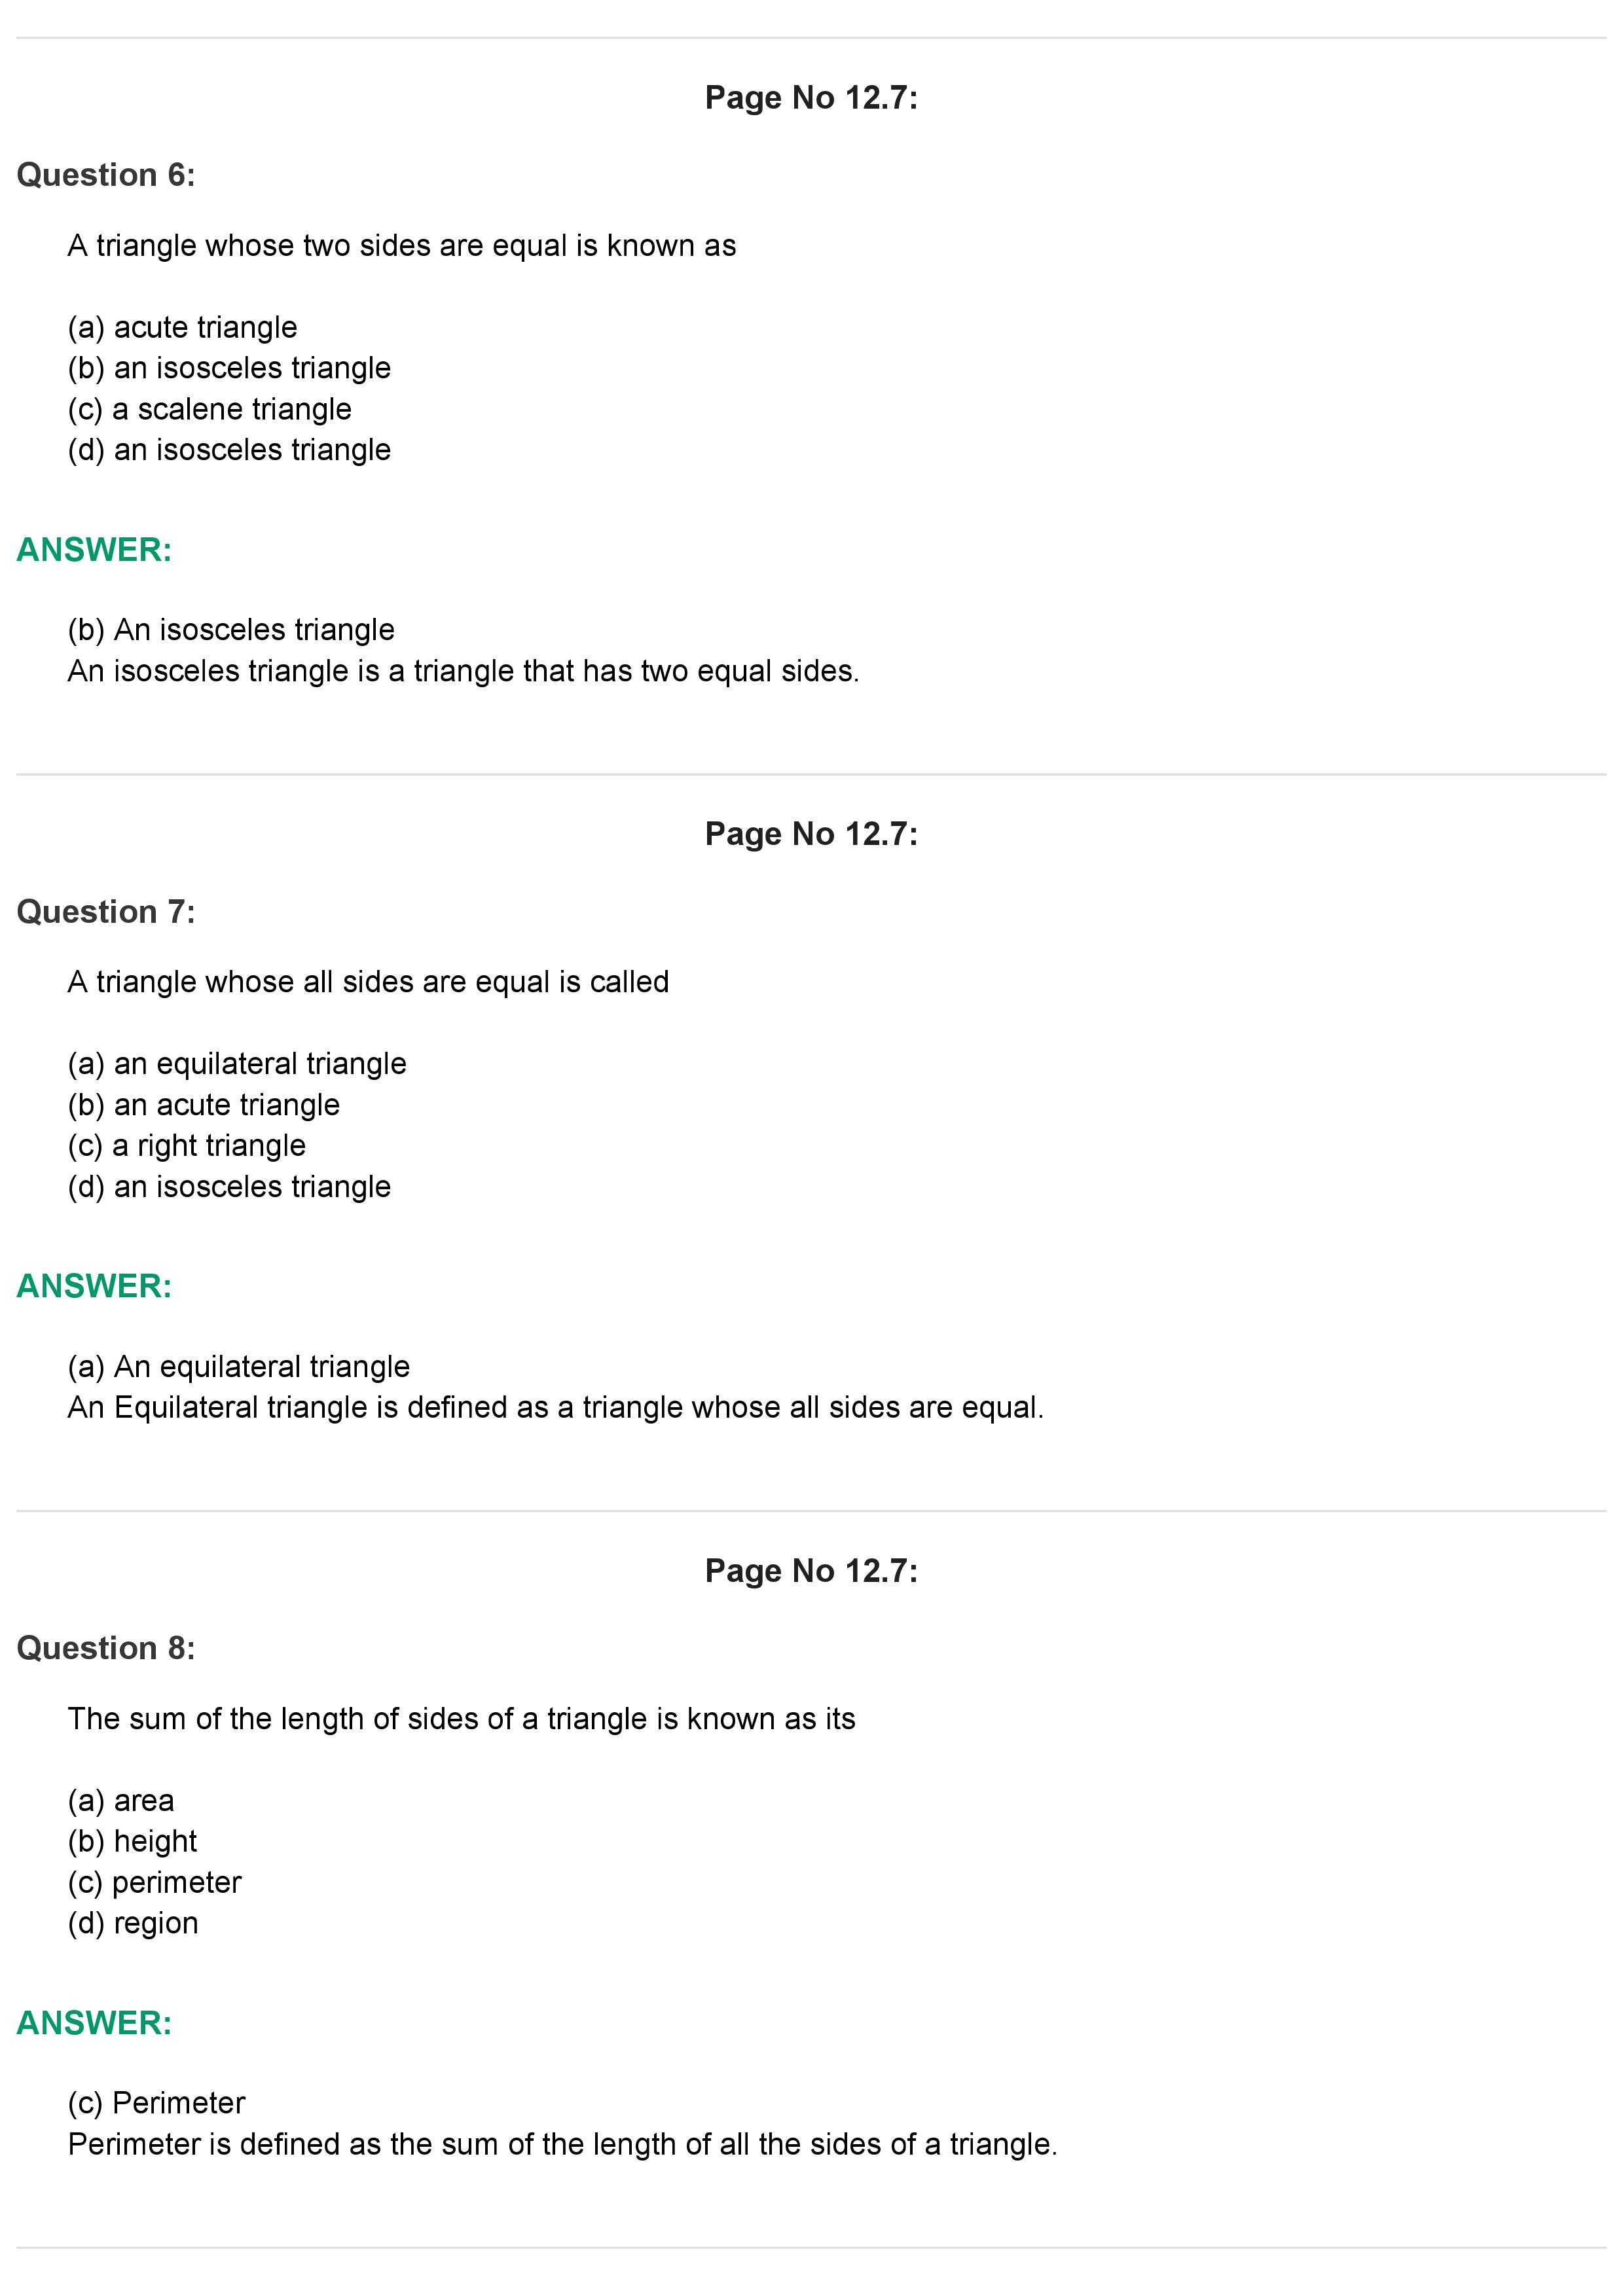 Page No 12.7:
Question 6:
A triangle whose two sides are equal is known as
(a) acute triangle
(b) an isosceles triangle
(c) a scalene triangle
(d) an isosceles triangle
ANSWER:
(b) An isosceles triangle
An isosceles triangle is a triangle that has two equal sides.
Page No 12.7:
Question 7:
A triangle whose all sides are equal is called
(a) an equilateral triangle
(b) an acute triangle
(c) a right triangle
(d) an isosceles triangle
ANSWER:
(a) An equilateral triangle
An Equilateral triangle is defined as a triangle whose all sides are equal.
Page No 12.7:
Question 8:
The sum of the length of sides of a triangle is known as its
(a) area
(b) height
(c) perimeter
(d) region
ANSWER:
(c) Perimeter
Perimeter is defined as the sum of the length of all the sides of a triangle.